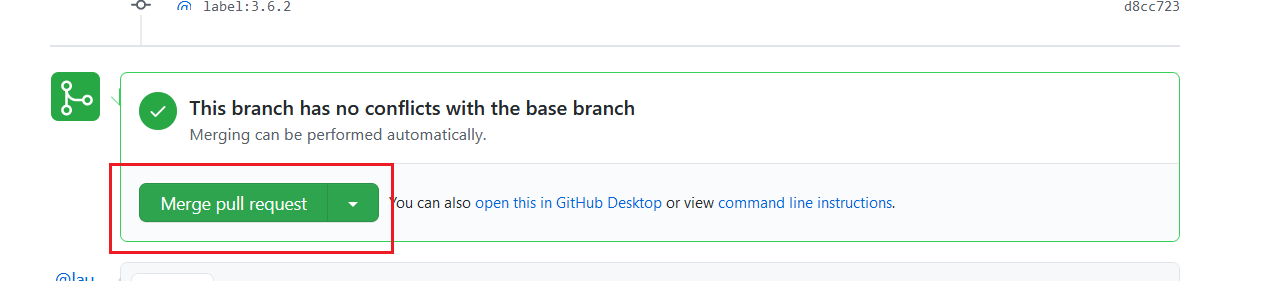 @ label:3.6.2 d8cc723
This branch has no conflicts with the base branch
Merging can be performed automatically.
Merge pull request You can also open this in GitHub Desktop or view command line instructions.
@lau